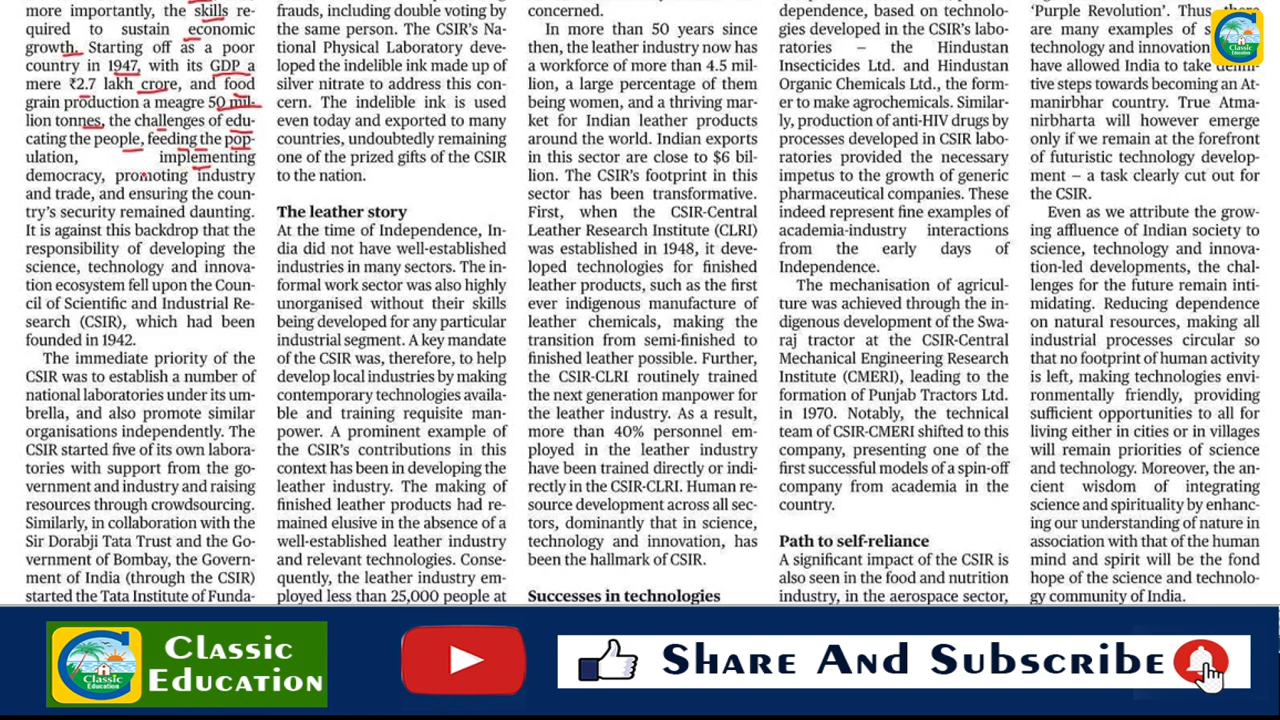 more importantly, the skills re-
quired to sustain economic
growth. Starting off as a poor
country in 1947, with its GDP a
mere ₹2.7 lakh crore, and food
grain production a meagre 50 mil-
lion tonnes, the challenges of edu-
cating the people, feeding the pop-
ulation, implementing
democracy, promoting industry
and trade, and ensuring the coun-
try's security remained daunting.
It is against this backdrop that the
responsibility of developing the
science, technology and innova-
tion ecosystem fell upon the Coun-
cil of Scientific and Industrial Re-
search (CSIR), which had been
founded in 1942.
The immediate priority of the
CSIR was to establish a number of
national laboratories under its um-
brella, and also promote similar
organisations independently. The
CSIR started five of its own labora-
tories with support from the go-
vernment and industry and raising
resources through crowdsourcing.
Similarly, in collaboration with the
Sir Dorabji Tata Trust and the Go-
vernment of Bombay, the Govern-
ment of India (through the CSIR)
started the Tata Institute of Funda-
frauds, including double voting by
the same person. The CSIR's Na-
tional Physical Laboratory deve-
loped the indelible ink made up of
silver nitrate to address this con-
cern. The indelible ink is used
even today and exported to many
countries, undoubtedly remaining
one of the prized gifts of the CSIR
to the nation.
The leather story
At the time of Independence, In-
dia did not have well-established
industries in many sectors. The in-
formal work sector was also highly
unorganised without their skills
being developed for any particular
industrial segment. A key mandate
of the CSIR was, therefore, to help
develop local industries by making
contemporary technologies availa-
ble and training requisite man-
power. A prominent example of
the CSIR's contributions in this
context has been in developing the
leather industry. The making of
finished leather products had re-
mained elusive in the absence of a
well-established leather industry
and relevant technologies. Conse-
quently, the leather industry em-
ployed less than 25,000 people at
concerned.
In more than 50 years since
ten, the leather industry now has
workforce of more than 4.5 mil-
lion, a large percentage of them
being women, and a thriving mar-
ket for Indian leather products
around the world. Indian exports
in this sector are close to $6 bil-
lion. The CSIR's footprint in this
sector has been transformative.
First, when the CSIR-Central
Leather Research Institute (CLRI)
was established in 1948, it deve-
loped technologies for finished
leather products, such as the first
ever indigenous manufacture of
leather chemicals, making the
transition from semi-finished to
finished leather possible. Further,
the CSIR-CLRI routinely trained
the next generation manpower for
the leather industry. As a result,
more than 40% personnel em-
ployed in the leather industry
have been trained directly or indi-
rectly in the CSIR-CLRI. Human re-
source development across all sec-
tors, dominantly that in science,
technology and innovation, has
been the hallmark of CSIR.
Successes in technologies
dependence, based on technolo-
gies developed in the CSIR's labo-
ratories – the Hindustan
Insecticides Ltd. and Hindustan
Organic Chemicals Ltd., the form-
er to make agrochemicals. Similar-
ly, production of anti-HIV drugs by
processes developed in CSIR labo-
ratories provided the necessary
impetus to the growth of generic
pharmaceutical companies. These
indeed represent fine examples of
academia-industry interactions
from the early days of
Independence.
The mechanisation of agricul-
ture was achieved through the in-
digenous development of the Swa-
raj tractor at the CSIR-Central
Mechanical Engineering Research
Institute (CMERI), leading to the
formation of Punjab Tractors Ltd.
in 1970. Notably, the technical
team of CSIR-CMERI shifted to this
company, presenting one of the
first successful models of a spin-off
company from academia in the
country.
Path to self-reliance
A significant impact of the CSIR is
also seen in the food and nutrition
industry, in the aerospace sector,
'Purple Revolution'. Thus, there
are many examples of
technology and innovation
have allowed India to take defini-
tive steps towards becoming an At-
manirbhar country. True Atma-
nirbharta will however emerge
only if we remain at the forefront
of futuristic technology develop-
ment – a task clearly cut out for
the CSIR.
Even as we attribute the grow-
ing affluence of Indian society to
science, technology and innova-
tion-led developments, the chal-
lenges for the future remain inti-
midating. Reducing dependence
on natural resources, making all
industrial processes circular so
that no footprint of human activity
is left, making technologies envi-
ronmentally friendly, providing
sufficient opportunities to all for
living either in cities or in villages
will remain priorities of science
and technology. Moreover, the an-
cient wisdom of integrating
science and spirituality by enhanc-
ing our understanding of nature in
association with that of the human
mind and spirit will be the fond
hope of the science and technolo-
gy community of India.
Classic
Education
Classic
Education
Classic
Education
Share And Subscribe